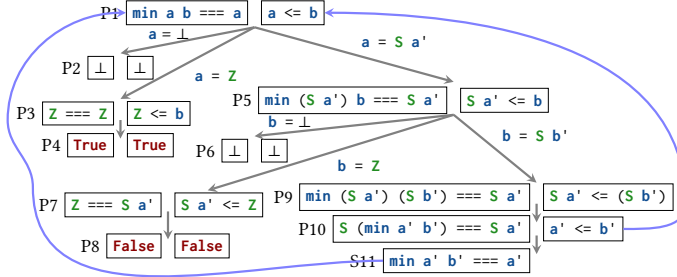 P1 min a b === a a <= b
a = ⊥
a = S a'
P2 ⊥ ⊥
a = Z
P5 min (S a') b === S a' S a' <= b
P3 Z === Z Z <= b
b = ⊥
b = S b'
P4 True True
P6 ⊥ ⊥
b = Z
P9 min (S a') (S b') === S a' S a' <= (S b')
P7 Z === S a' S a' <= Z
P10 S (min a' b') === S a' a' <= b'
P8 False False
S11 min a' b' === a'